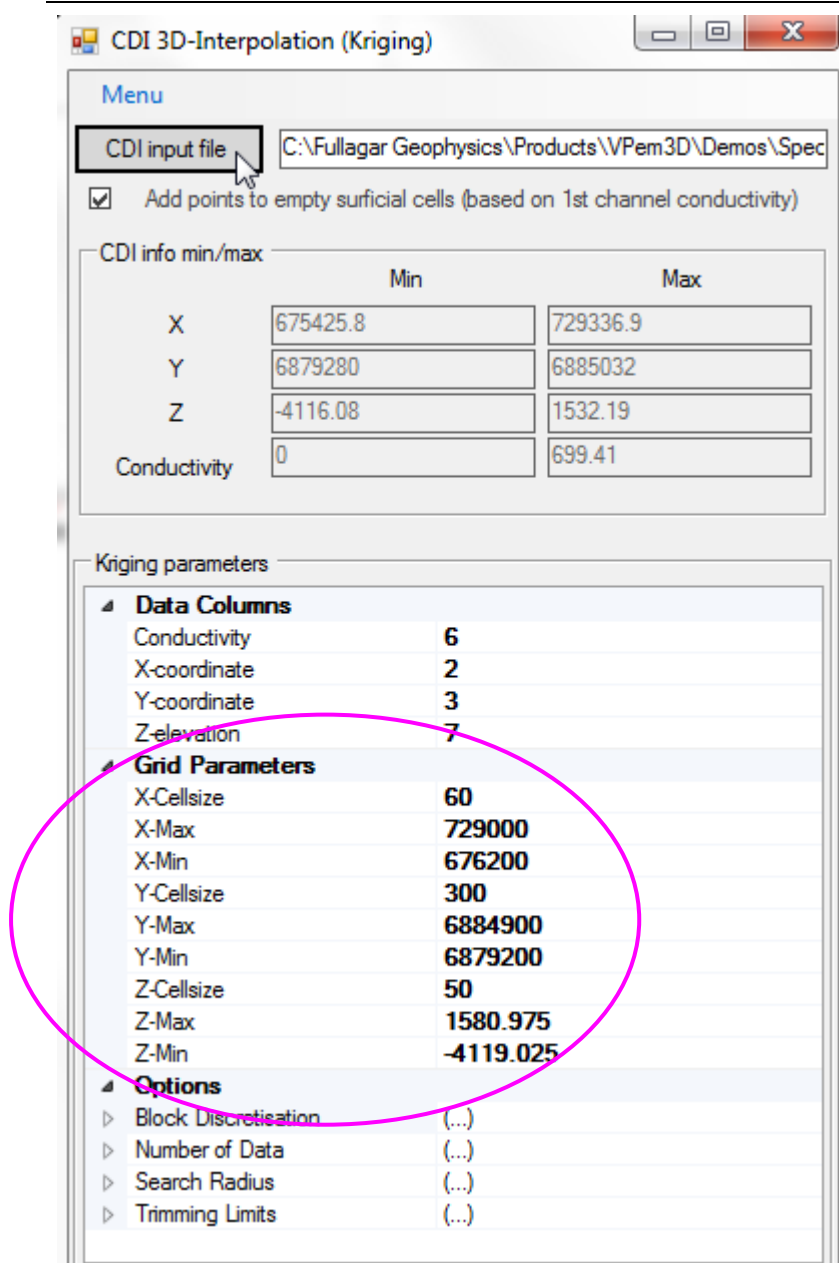 CDI 3D-Interpolation (Kriging)
Menu
CDI input file C:\Fullagar Geophysics\Products\VPem3D\Demos\Spec
Add points to empty surficial cells (based on 1st channel conductivity)
CDI info min/max
Min Max
X 675425.8 729336.9
Y 6879280 6885032
Z -4116.08 1532.19
Conductivity 0 699.41
Kriging parameters
Data Columns
Conductivity 6
X-coordinate 2
Y-coordinate 3
Z-elevation 7
Grid Parameters
X-Cellsize 60
X-Max 729000
X-Min 676200
Y-Cellsize 300
Y-Max 6884900
Y-Min 6879200
Z-Cellsize 50
Z-Max 1580.975
Z-Min -4119.025
Options
Block Discretisation (...)
Number of Data (...)
Search Radius (...)
Trimming Limits (...)